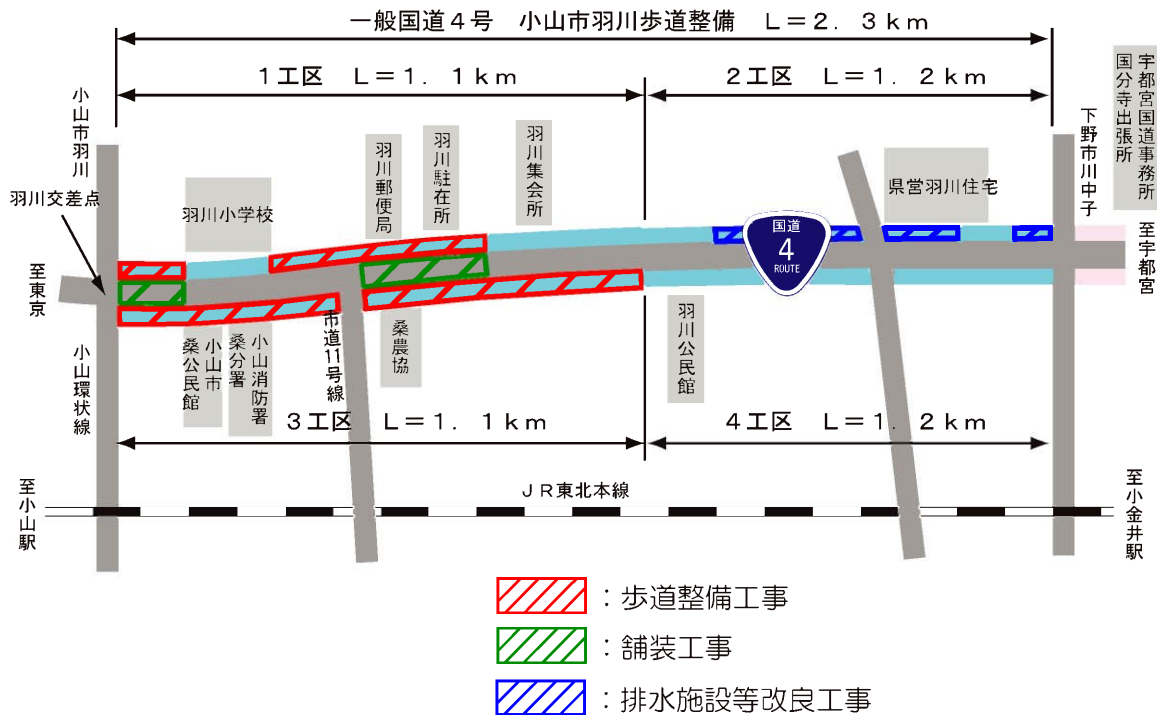 一般国道４号　小山市羽川歩道整備　Ｌ＝２．３ｋｍ
１工区　Ｌ＝１．１ｋｍ
２工区　Ｌ＝１．２ｋｍ
宇都宮国道事務所
国分寺出張所
小山市羽川
下野市川中子
羽川郵便局
羽川駐在所
羽川集会所
県営羽川住宅
羽川小学校
羽川交差点
国道
4
ROUTE
至東京
至宇都宮
小山環状線
小山市
桑公民館
小山消防署
桑分署
市道11号線
桑農協
羽川公民館
３工区　Ｌ＝１．１ｋｍ
４工区　Ｌ＝１．２ｋｍ
至小山駅
ＪＲ東北本線
至小金井駅
：歩道整備工事
：舗装工事
：排水施設等改良工事